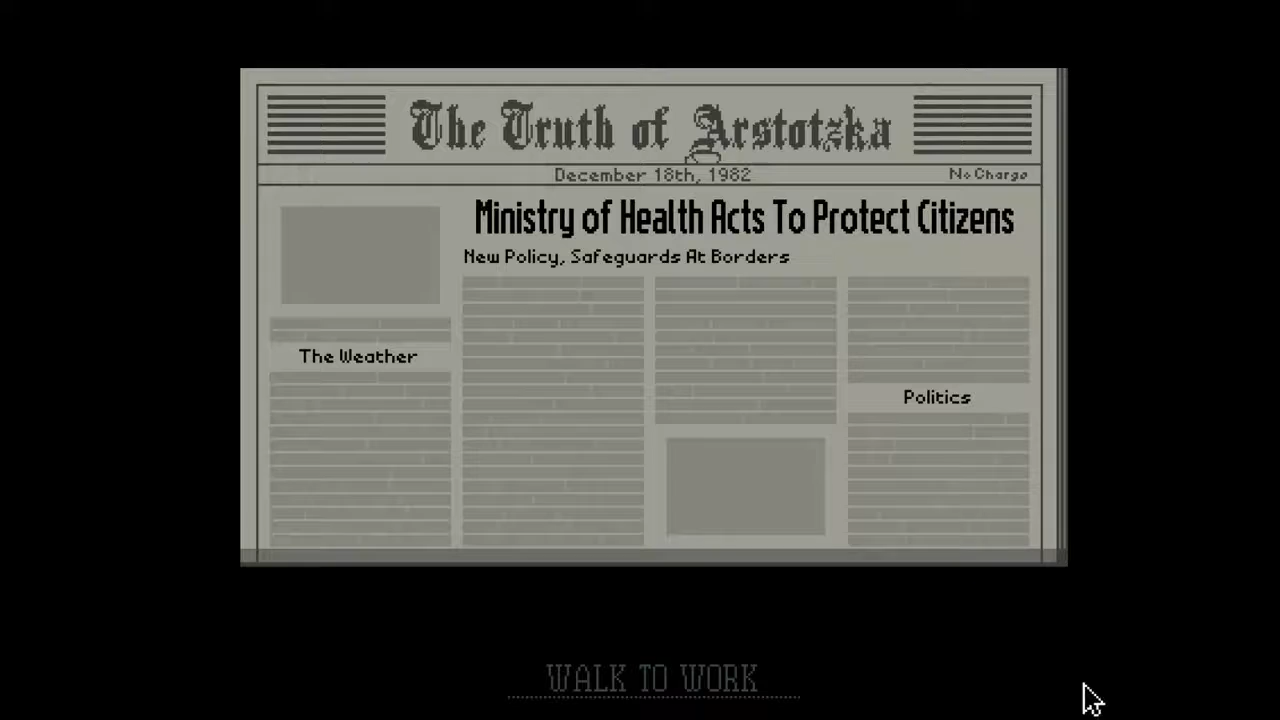 The Truth of Arstotzka
December 18th, 1982
No Charge
Ministry of Health Acts To Protect Citizens
New Policy, Safeguards At Borders
The Weather
Politics
WALK TO WORK